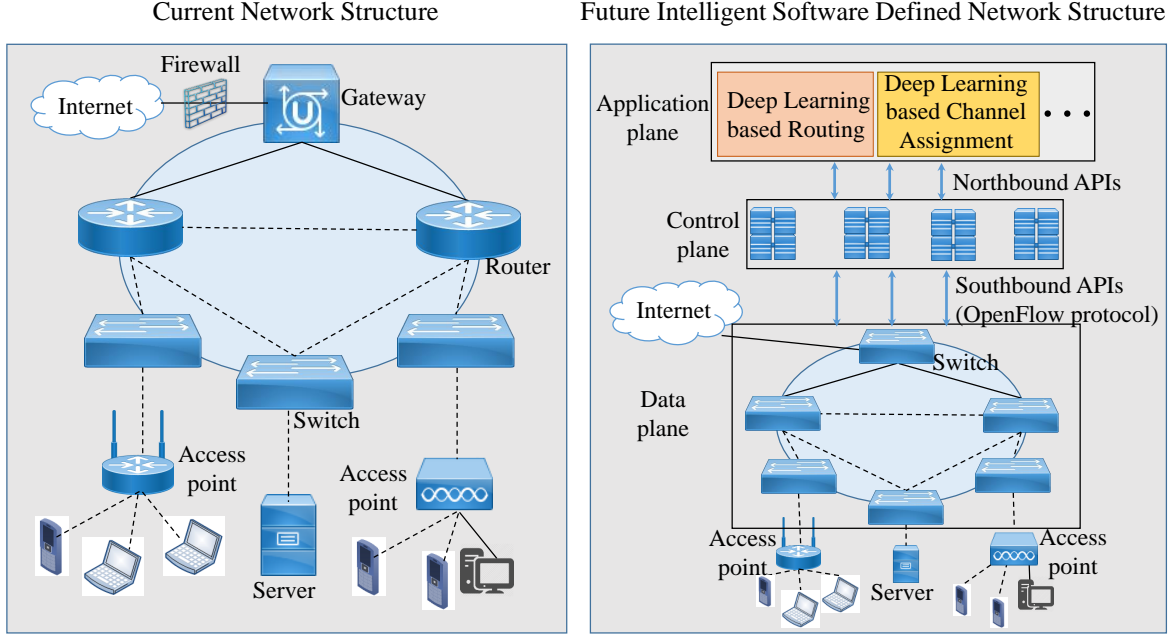 Current Network Structure
Firewall
Internet
Gateway
U
Router
Switch
Access
point
Access
point
Server
Future Intelligent Software Defined Network Structure
Application
plane
Deep Learning
based Routing
Deep Learning
based Channel
Assignment
• • •
Northbound APIs
Control
plane
Southbound APIs
(OpenFlow protocol)
Internet
Switch
Data
plane
Access
point
Server
Access
point